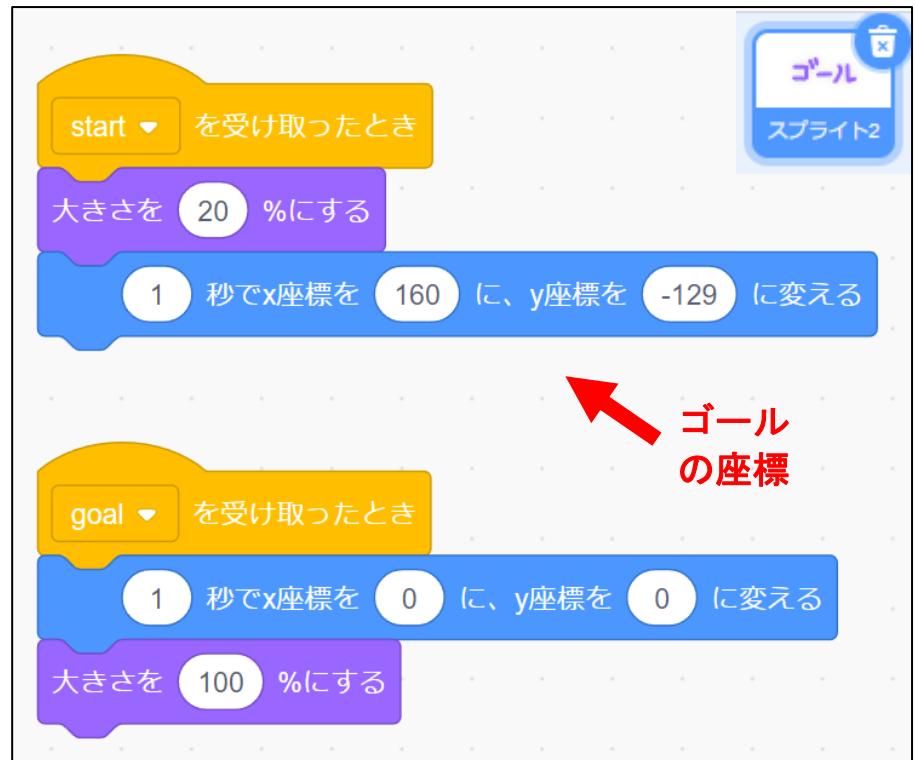 ゴール
スプライト2
start を受け取ったとき
大きさを 20 %にする
1 秒でx座標を 160 に、y座標を -129 に変える
ゴール
の座標
goal を受け取ったとき
1 秒でx座標を 0 に、y座標を 0 に変える
大きさを 100 %にする